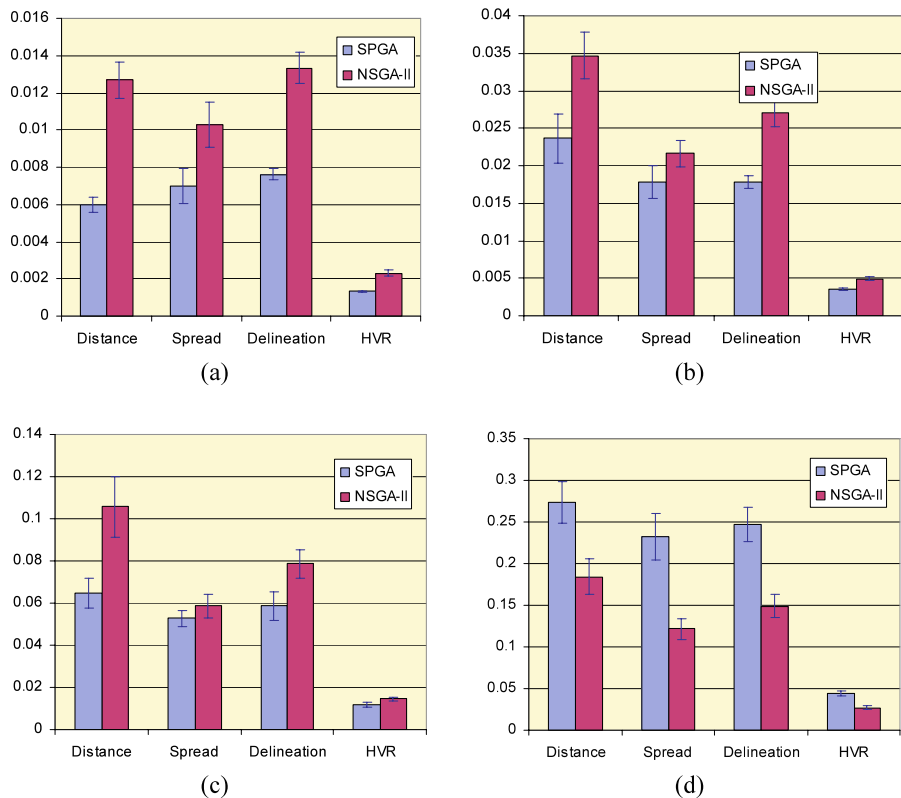 0.016
0.014
0.012
0.01
0.008
0.006
0.004
0.002
0
SPGA
NSGA-II
Distance Spread Delineation HVR
(a)
0.04
0.035
0.03
0.025
0.02
0.015
0.01
0.005
0
SPGA
NSGA-II
Distance Spread Delineation HVR
(b)
0.14
0.12
0.1
0.08
0.06
0.04
0.02
0
SPGA
NSGA-II
Distance Spread Delineation HVR
(c)
0.35
0.3
0.25
0.2
0.15
0.1
0.05
0
SPGA
NSGA-II
Distance Spread Delineation HVR
(d)